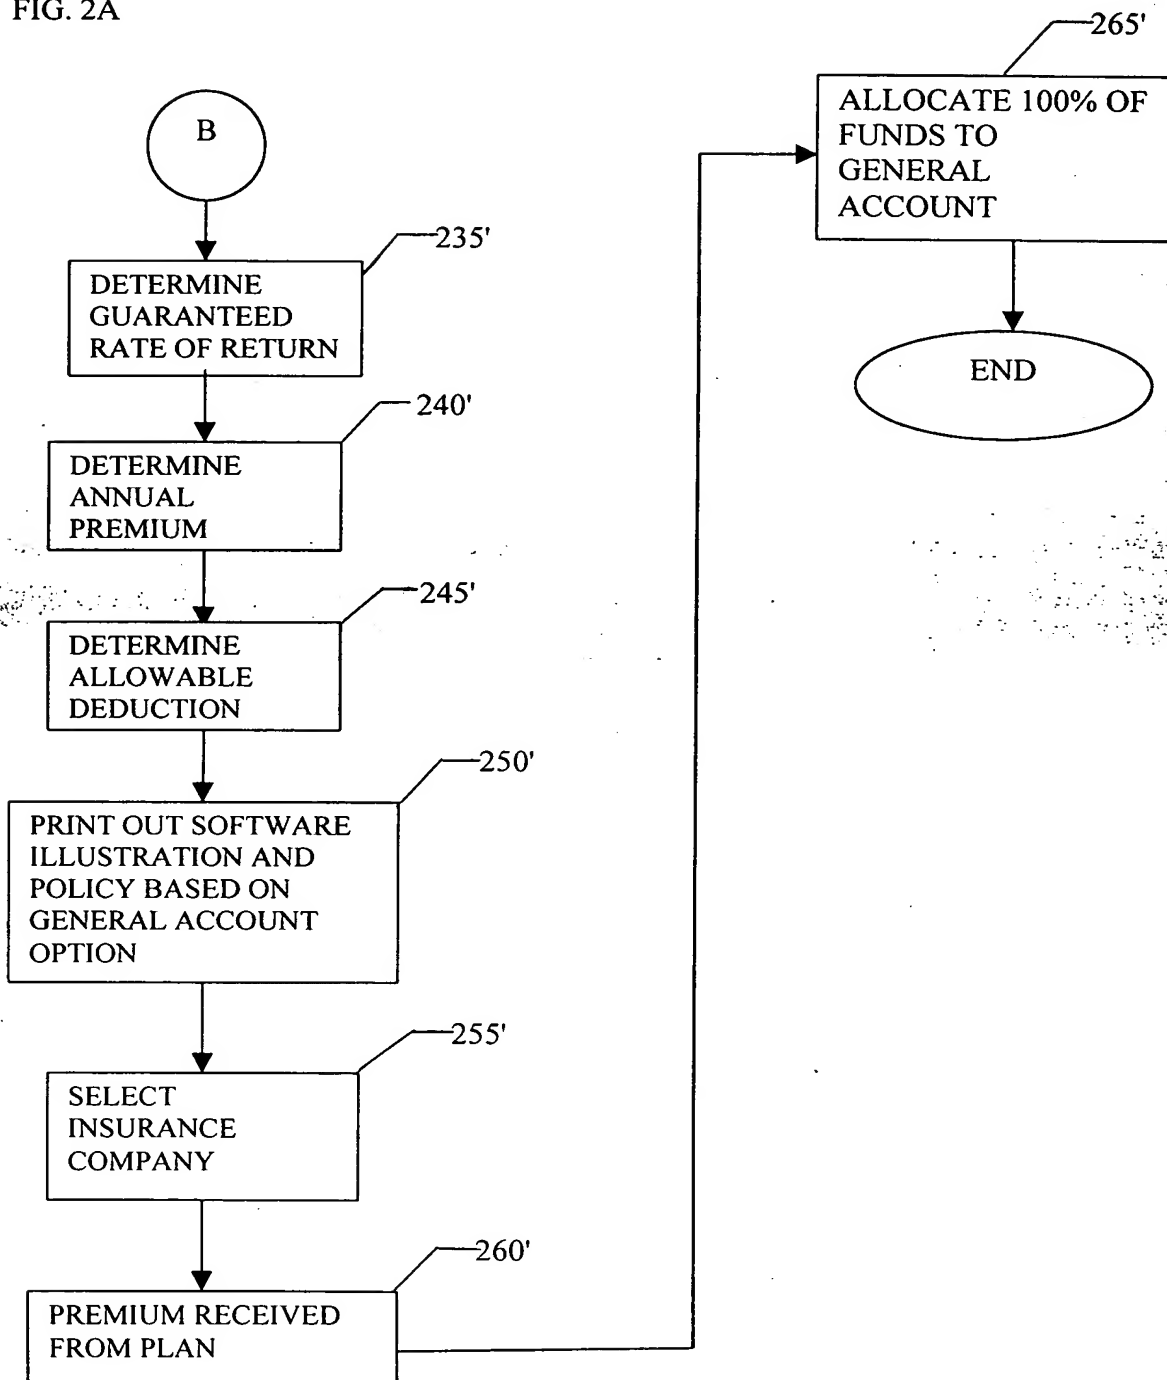 FIG. 2A
B
235'
DETERMINE
GUARANTEED
RATE OF RETURN
240'
DETERMINE
ANNUAL
PREMIUM
245'
DETERMINE
ALLOWABLE
DEDUCTION
250'
PRINT OUT SOFTWARE
ILLUSTRATION AND
POLICY BASED ON
GENERAL ACCOUNT
OPTION
255'
SELECT
INSURANCE
COMPANY
260'
PREMIUM RECEIVED
FROM PLAN
265'
ALLOCATE 100% OF
FUNDS TO
GENERAL
ACCOUNT
END